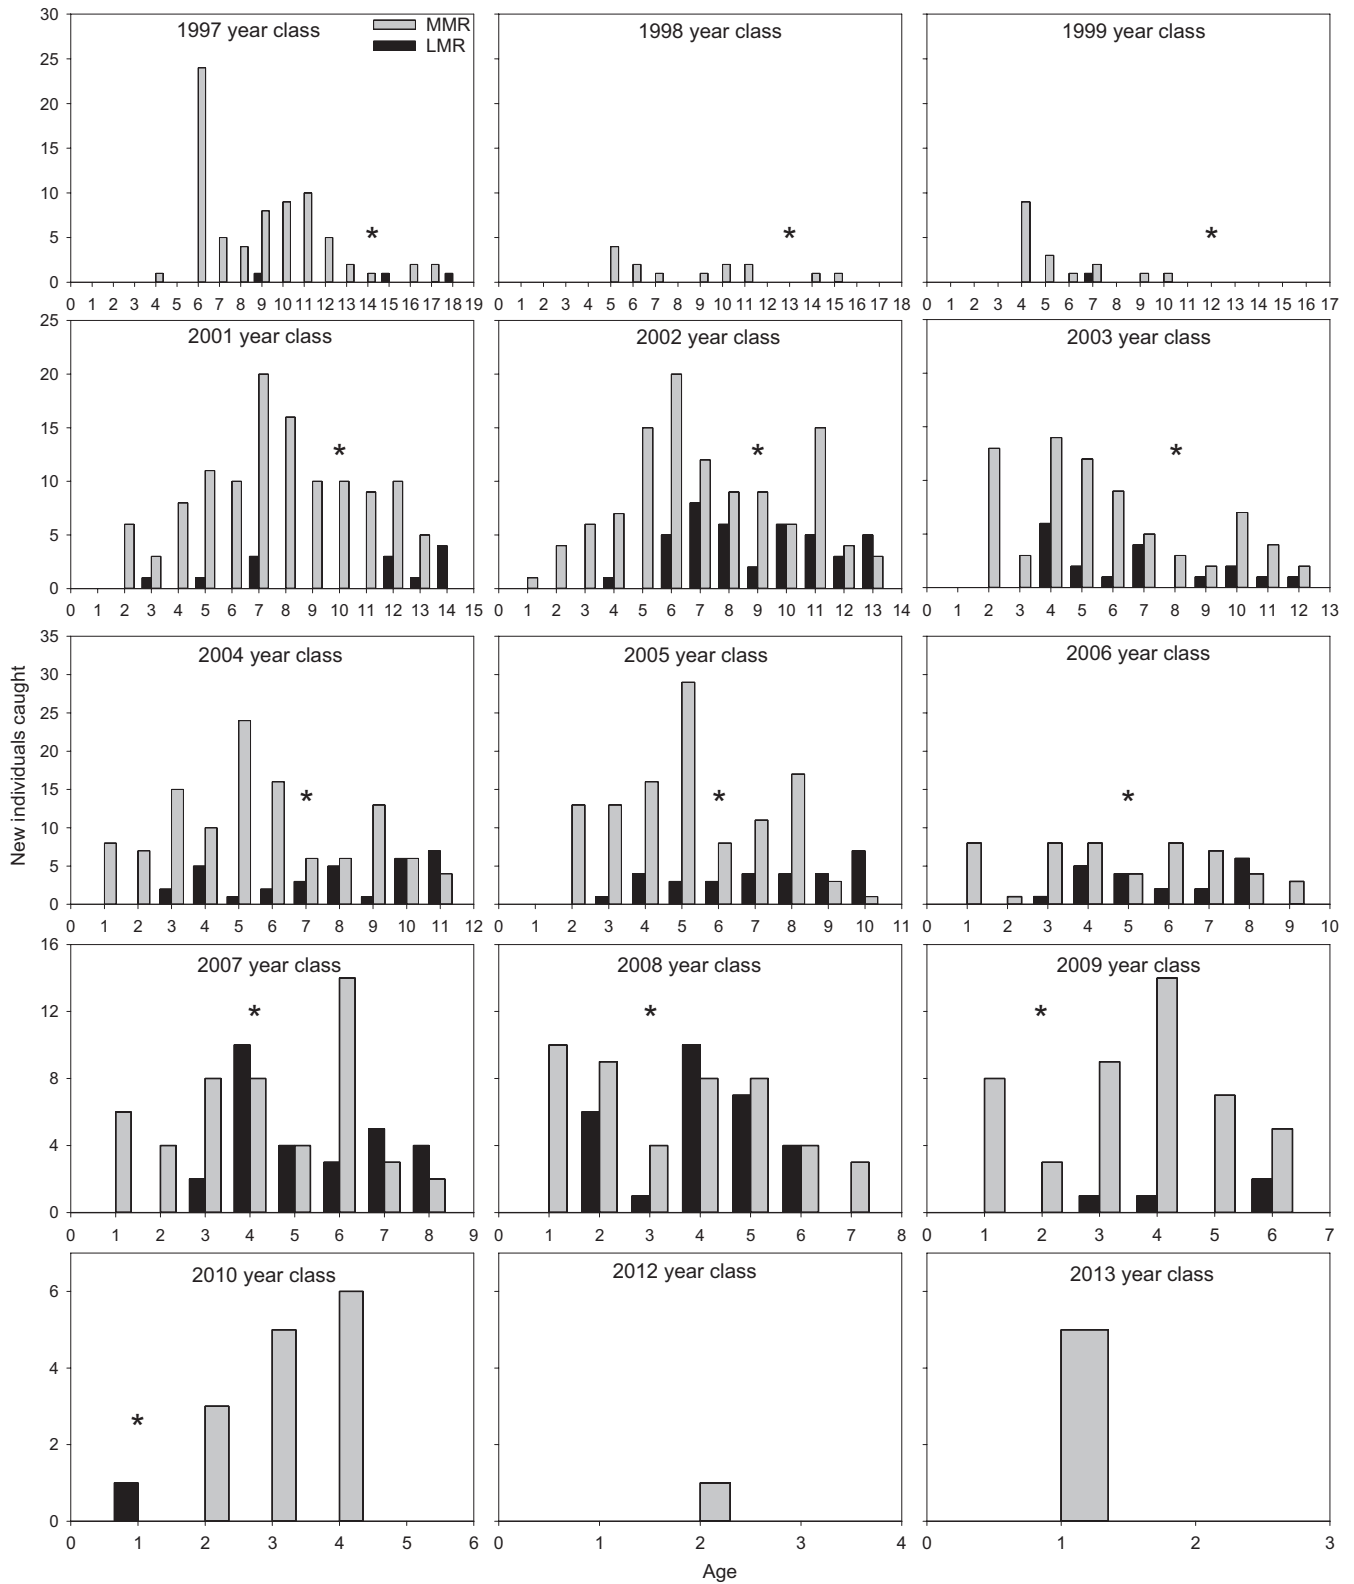 1997 year class
MMR
LMR
1998 year class
1999 year class
30
25
20
15
10
5
0
0 1 2 3 4 5 6 7 8 9 10 11 12 13 14 15 16 17 18 19
0 1 2 3 4 5 6 7 8 9 10 11 12 13 14 15 16 17 18
0 1 2 3 4 5 6 7 8 9 10 11 12 13 14 15 16 17
*
*
*
2001 year class
2002 year class
2003 year class
25
20
15
10
5
0
0 1 2 3 4 5 6 7 8 9 10 11 12 13 14 15
0 1 2 3 4 5 6 7 8 9 10 11 12 13 14
0 1 2 3 4 5 6 7 8 9 10 11 12 13
*
*
*
New individuals caught
2004 year class
2005 year class
2006 year class
35
30
25
20
15
10
5
0
0 1 2 3 4 5 6 7 8 9 10 11 12
0 1 2 3 4 5 6 7 8 9 10 11
0 1 2 3 4 5 6 7 8 9 10
*
*
*
2007 year class
2008 year class
2009 year class
16
12
8
4
0
0 1 2 3 4 5 6 7 8 9
0 1 2 3 4 5 6 7 8
0 1 2 3 4 5 6 7
*
*
*
2010 year class
2012 year class
2013 year class
6
4
2
0
*
0 1 2 3 4 5 6
0 1 2 3 4
0 1 2 3
Age